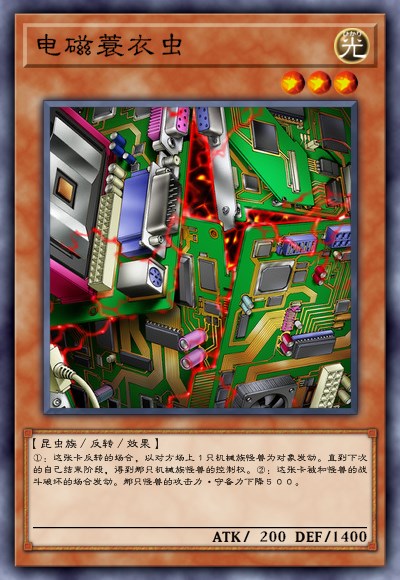 电磁蓑衣虫
光
【昆虫族／反转／效果】
①：这张卡反转的场合，以对方场上１只机械族怪兽为对象发动。直到下次
的自己结束阶段，得到那只机械族怪兽的控制权。②：这张卡被和怪兽的战
斗破坏的场合发动。那只怪兽的攻击力·守备力下降５００。
ATK/ 200 DEF/1400